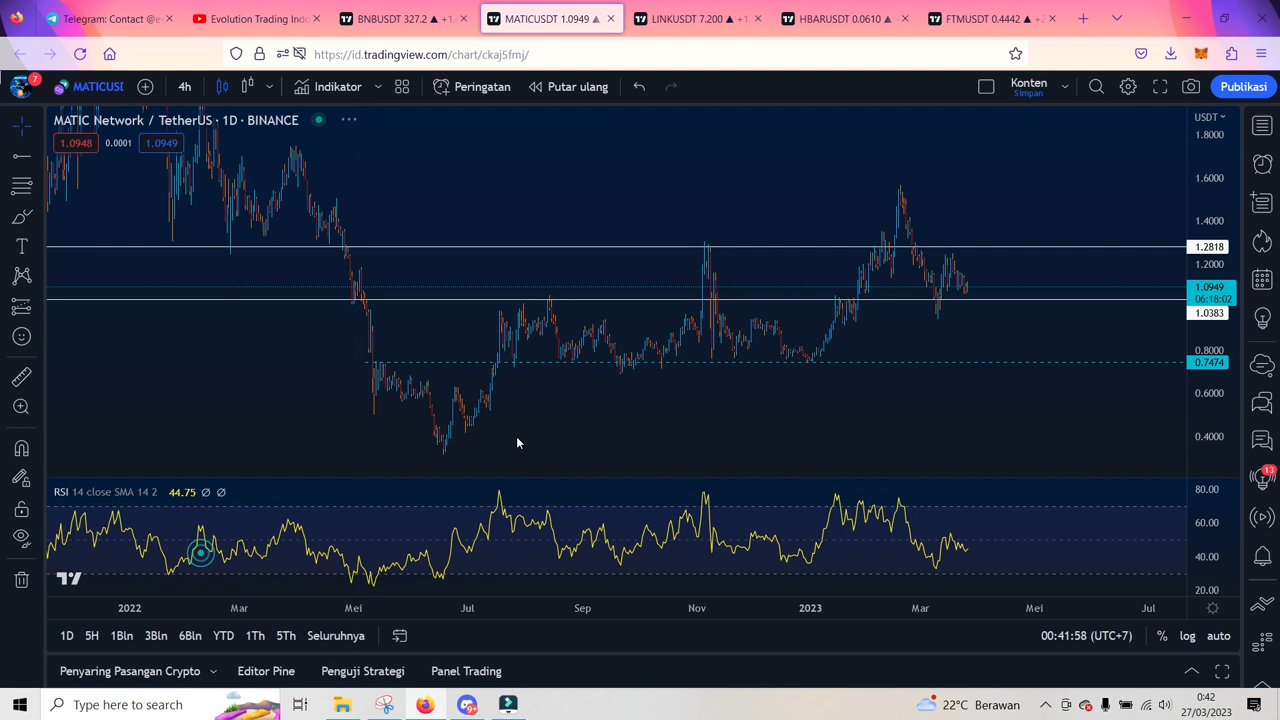 Telegram: Contact @e
Evolution Trading Ind
BNBUSDT 327.2 ▲ +1.
MATICUSDT 1.0949 ▲
LINKUSDT 7.200 ▲ +1.
HBARUSDT 0.0610 ▲
FTMUSDT 0.4442 ▲ +2
https://id.tradingview.com/chart/ckaj5fmj/
7
MATICUSI
4h
Indikator
Peringatan
Putar ulang
Konten
Simpan
Publikasi
MATIC Network / TetherUS · 1D · BINANCE
USDT
1.0948
0.0001
1.0949
1.8000
1.6000
1.4000
1.2818
1.2000
1.0949
06:18:02
1.0383
0.8000
0.7474
0.6000
0.4000
13
RSI 14 close SMA 14 2 44.75 ∅ ∅
80.00
60.00
40.00
20.00
2022 Mar Mei Jul Sep Nov 2023 Mar Mei Jul
1D 5H 1Bln 3Bln 6Bln YTD 1Th 5Th Seluruhnya
00:41:58 (UTC+7) % log auto
Penyaring Pasangan Crypto
Editor Pine
Penguji Strategi
Panel Trading
Type here to search
22°C Berawan
0:42
27/03/2023